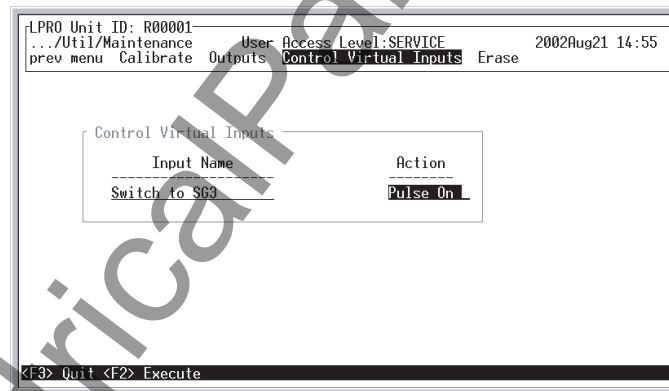 LPRO Unit ID: R00001
.../Util/Maintenance User Access Level:SERVICE 2002Aug21 14:55
prev menu Calibrate Outputs Control Virtual Inputs Erase
Control Virtual Inputs
Input Name Action
Switch to SG3 Pulse On
<F3> Quit <F2> Execute